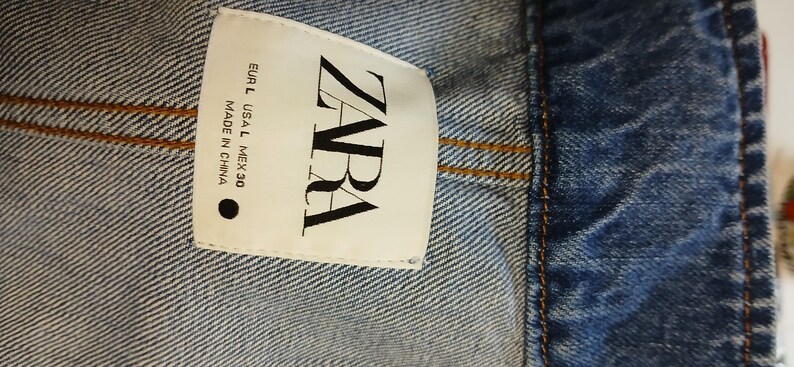 ZARA
EUR L USA L MEX 30
MADE IN CHINA